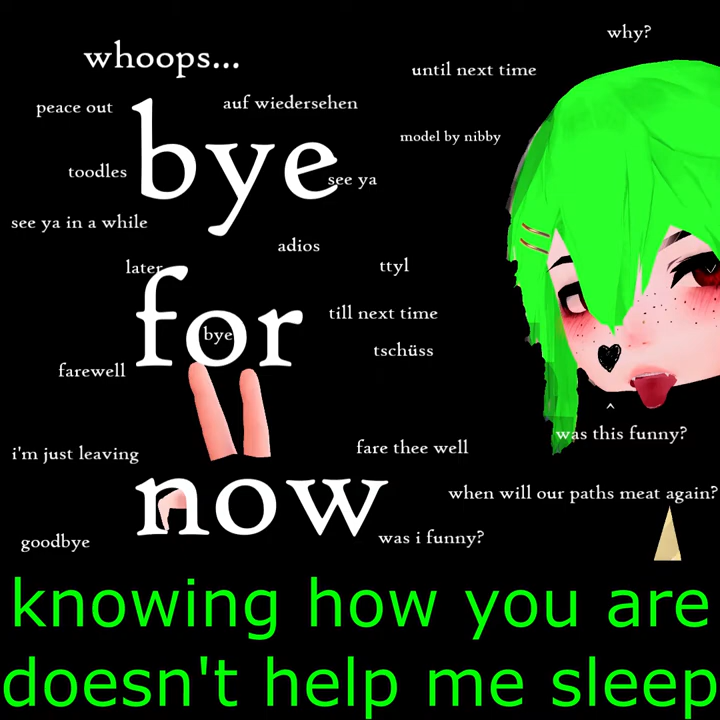 why?
whoops...
until next time
peace out
auf wiedersehen
bye
model by nibby
toodles
see ya
see ya in a while
adios
later
ttyl
for
till next time
bye
tschüss
farewell
^
was this funny?
i'm just leaving
fare thee well
now
when will our paths meat again?
was i funny?
goodbye
knowing how you are
doesn't help me sleep